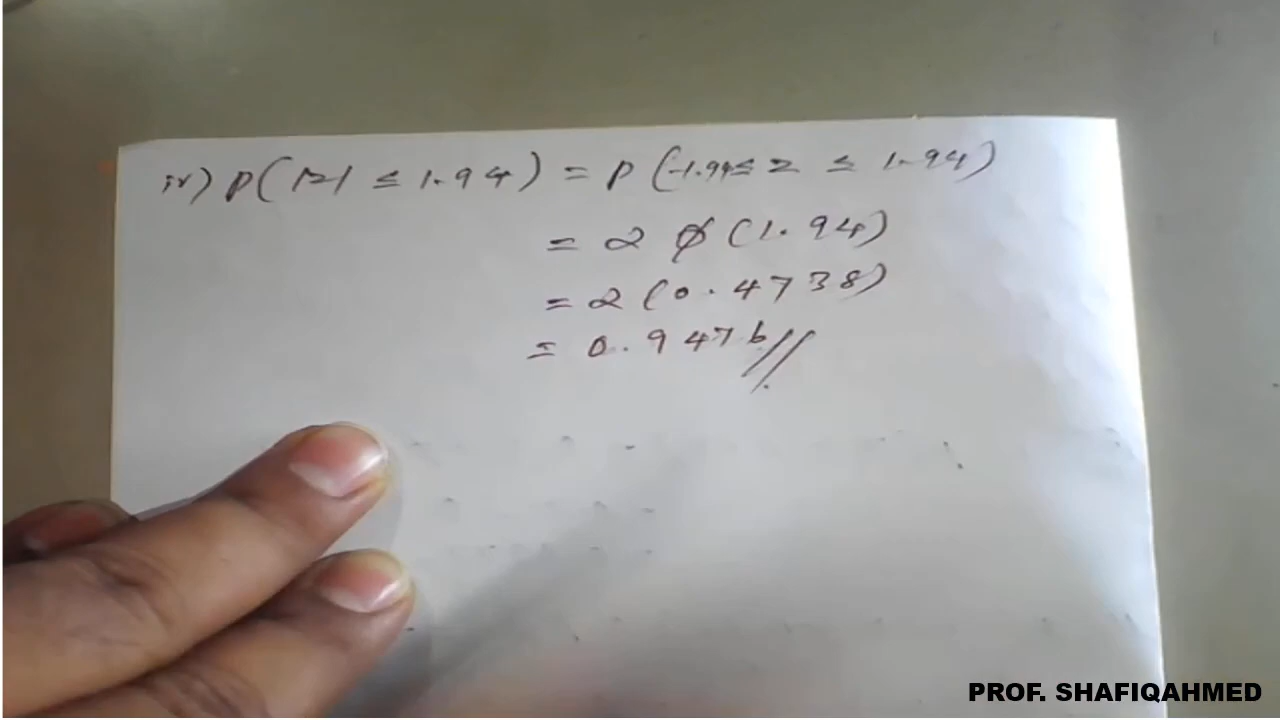 iv) P(|z| ≤ 1.94) = P(-1.94 ≤ z ≤ 1.94)
= 2 φ(1.94)
= 2(0.4738)
= 0.9476//
PROF. SHAFIQAHMED